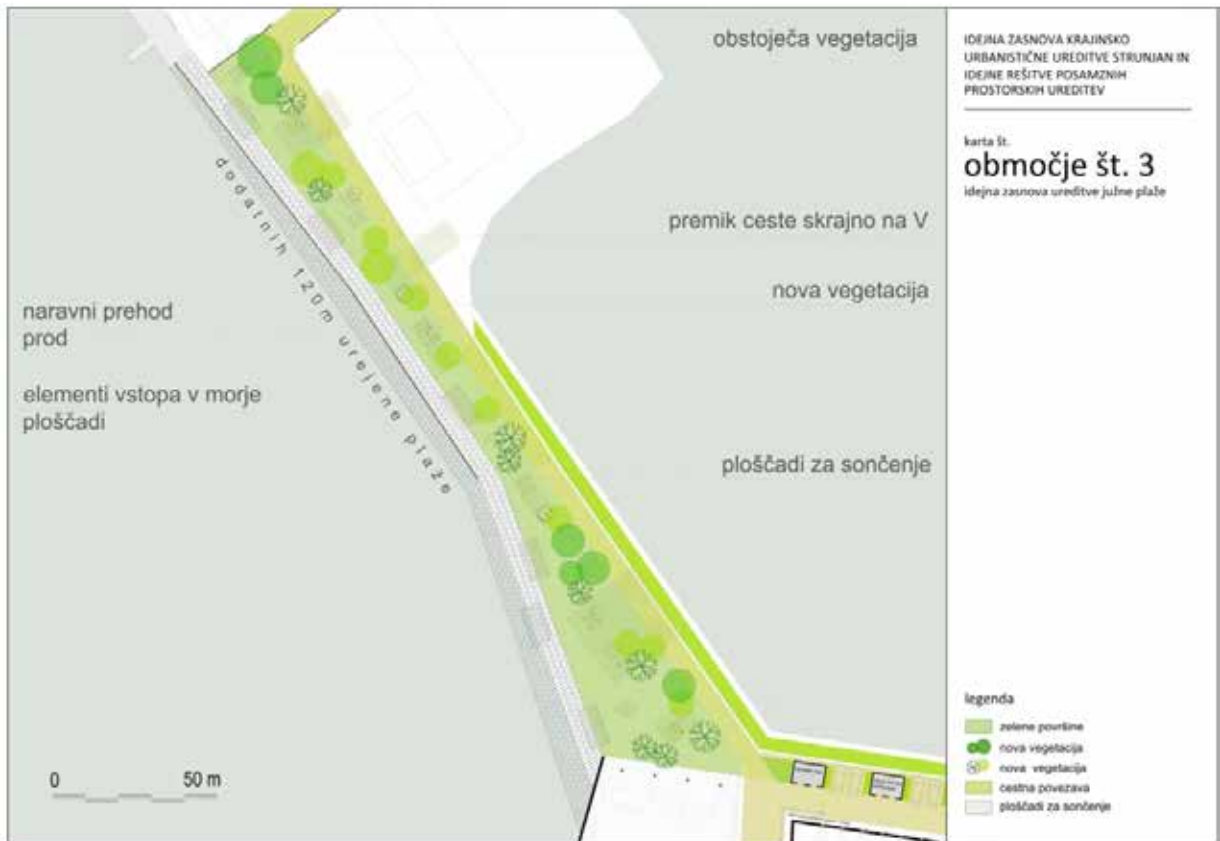 obstoječa vegetacija
premik ceste skrajno na V
nova vegetacija
ploščadi za sončenje
naravni prehod
prod
elementi vstopa v morje
ploščadi
dodatnih 120m urejene plaže
0 50 m
IDEJNA ZASNOVA KRAJINSKO
URBANISTIČNE UREDITVE STRUNJAN IN
IDEJNE REŠITVE POSAMZNIH
PROSTORSKIH UREDITEV
karta št.
območje št. 3
idejna zasnova ureditve južne plaže
legenda
zelene površine
nova vegetacija
nova vegetacija
cestna povezava
ploščadi za sončenje